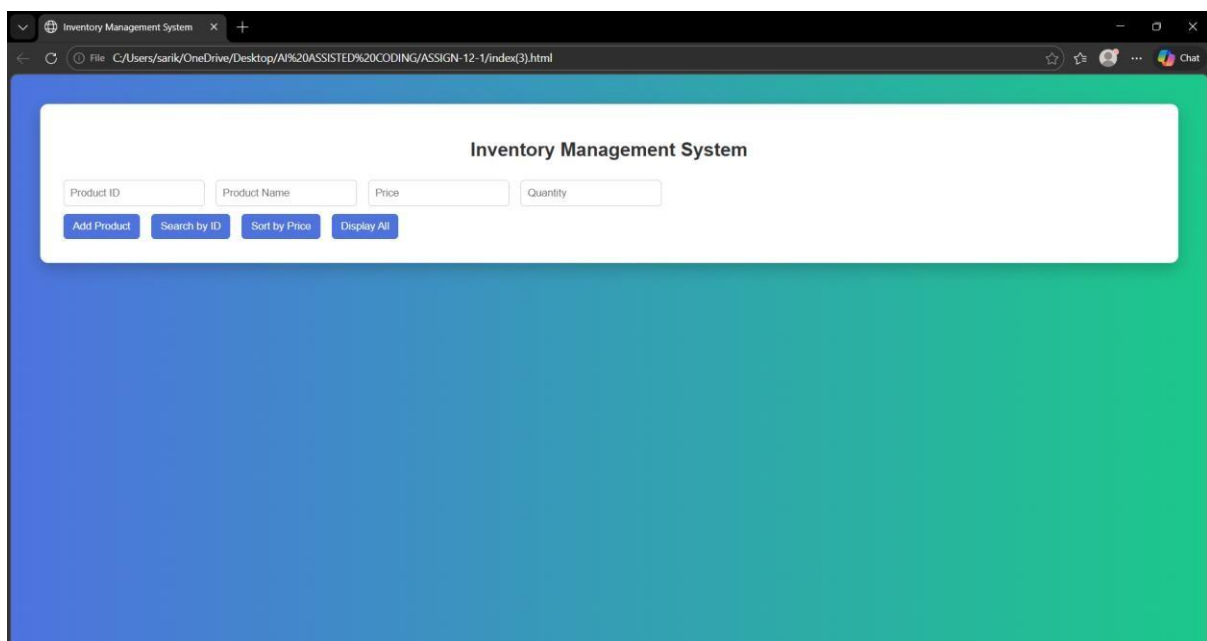 Inventory Management System
File C:/Users/sarik/OneDrive/Desktop/AI%20ASSISTED%20CODING/ASSIGN-12-1/index(3).html
Chat
Inventory Management System
Product ID Product Name Price Quantity
Add Product Search by ID Sort by Price Display All